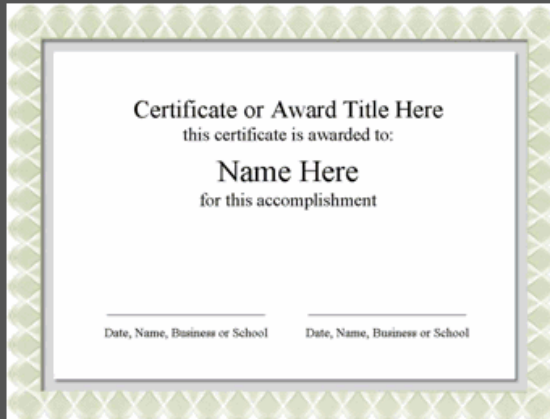 Certificate or Award Title Here
this certificate is awarded to:
Name Here
for this accomplishment
Date, Name, Business or School
Date, Name, Business or School